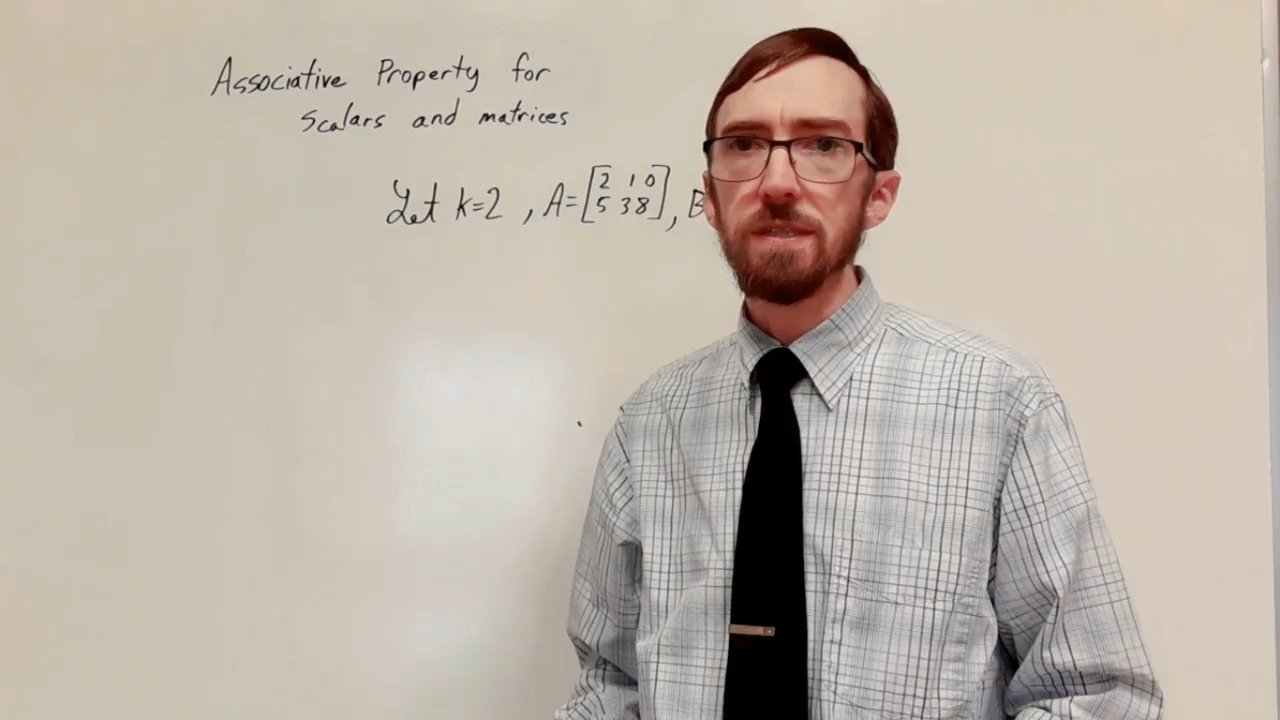 Associative Property for
scalars and matrices
Let k=2 , A=[2 1 0
5 3 8] , B